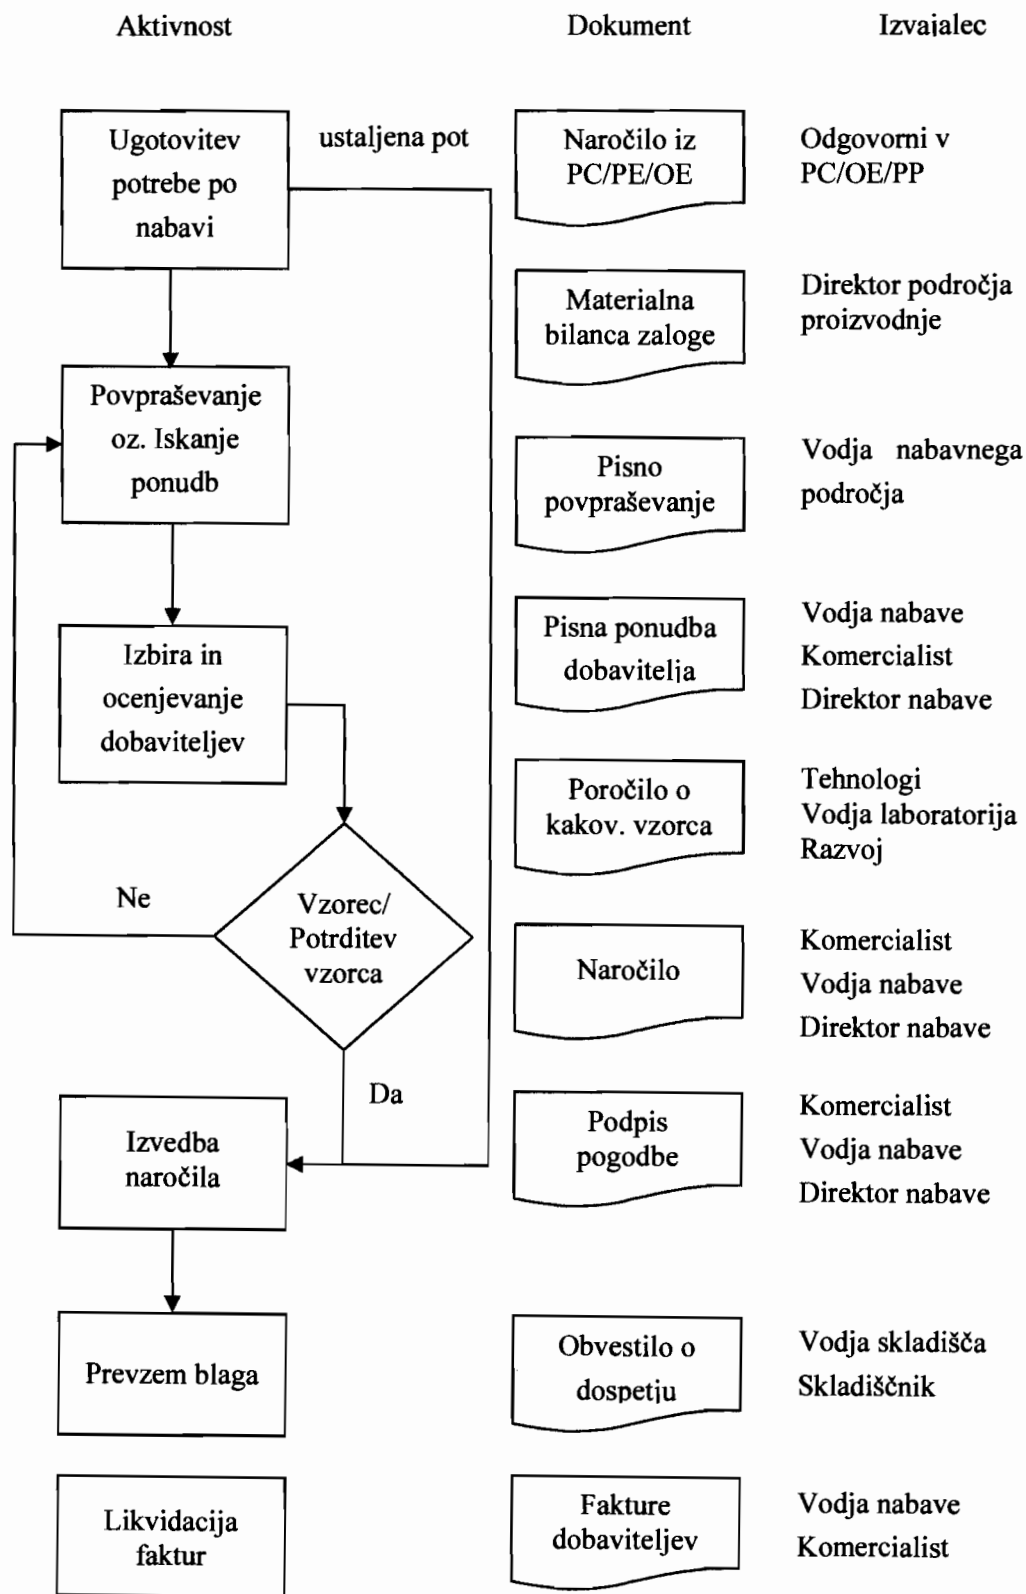 Aktivnost
Dokument
Izvajalec
Ugotovitev
potrebe po
nabavi
ustaljena pot
Naročilo iz
PC/PE/OE
Odgovorni v
PC/OE/PP
Materialna
bilanca zaloge
Direktor področja
proizvodnje
Povpraševanje
oz. Iskanje
ponudb
Pisno
povpraševanje
Vodja nabavnega
področja
Izbira in
ocenjevanje
dobaviteljev
Pisna ponudba
dobavitelja
Vodja nabave
Komercialist
Direktor nabave
Poročilo o
kakov. vzorca
Tehnologi
Vodja laboratorija
Razvoj
Ne
Vzorec/
Potrditev
vzorca
Naročilo
Komercialist
Vodja nabave
Direktor nabave
Da
Izvedba
naročila
Podpis
pogodbe
Komercialist
Vodja nabave
Direktor nabave
Prevzem blaga
Obvestilo o
dospetju
Vodja skladišča
Skladiščnik
Likvidacija
faktur
Fakture
dobaviteljev
Vodja nabave
Komercialist